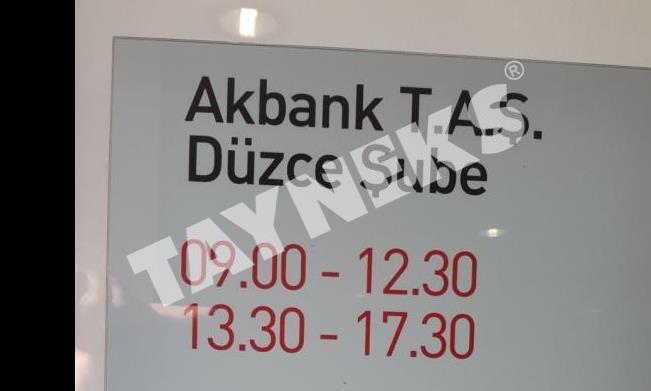 Akbank T.A.Ş.
Düzce Şube
09.00 - 12.30
13.30 - 17.30
TAYNEKS®